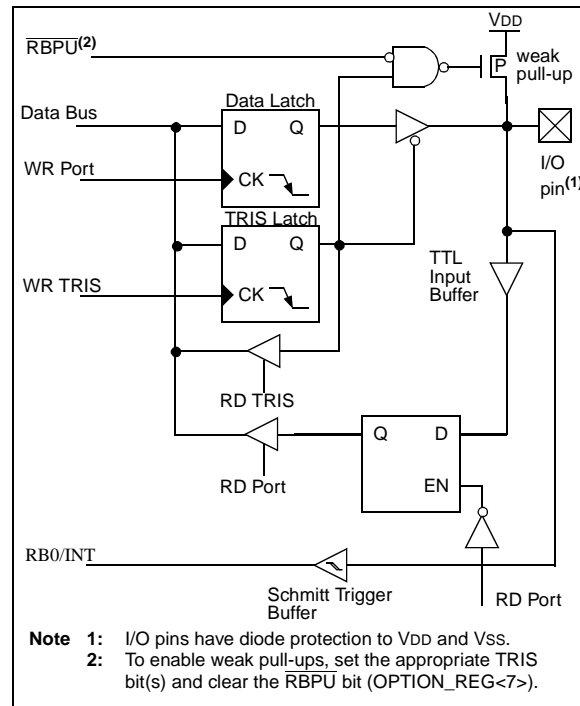 VDD
RBPU(2)
P
weak
pull-up
Data Latch
Data Bus
D Q
WR Port
CK
I/O
pin(1)
TRIS Latch
D Q
TTL
Input
Buffer
WR TRIS
CK
RD TRIS
Q D
EN
RD Port
RB0/INT
Schmitt Trigger
Buffer
RD Port
Note 1: I/O pins have diode protection to VDD and VSS.
2: To enable weak pull-ups, set the appropriate TRIS
bit(s) and clear the RBPU bit (OPTION_REG<7>).